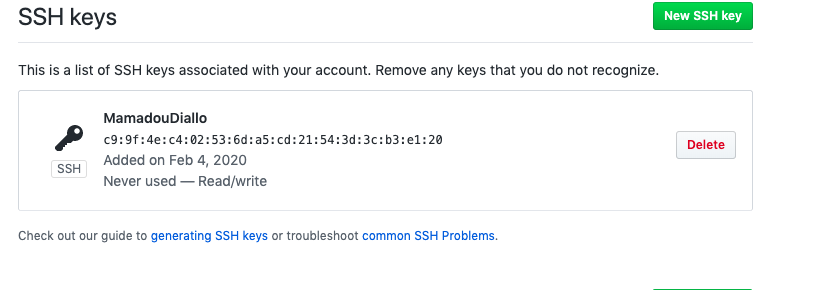 SSH keys
New SSH key
This is a list of SSH keys associated with your account. Remove any keys that you do not recognize.
MamadouDiallo
c9:9f:4e:c4:02:53:6d:a5:cd:21:54:3d:3c:b3:e1:20
Added on Feb 4, 2020
Never used — Read/write
SSH
Delete
Check out our guide to generating SSH keys or troubleshoot common SSH Problems.